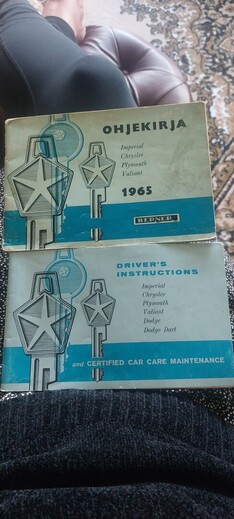 OHJEKIRJA
Imperial
Chrysler
Plymouth
Valiant
1965
BERNER
DRIVER'S
INSTRUCTIONS
Imperial
Chrysler
Plymouth
Valiant
Dodge
Dodge Dart
and CERTIFIED CAR CARE MAINTENANCE